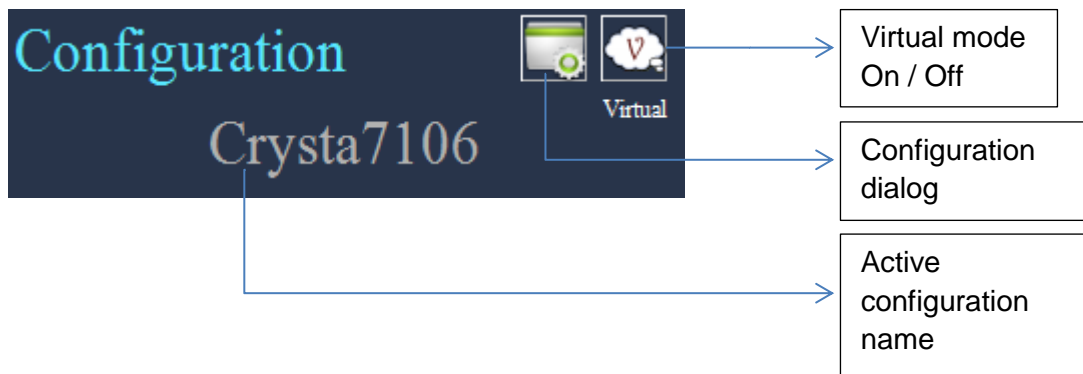 Configuration
V
Virtual
Crysta7106
Virtual mode
On / Off
Configuration
dialog
Active
configuration
name